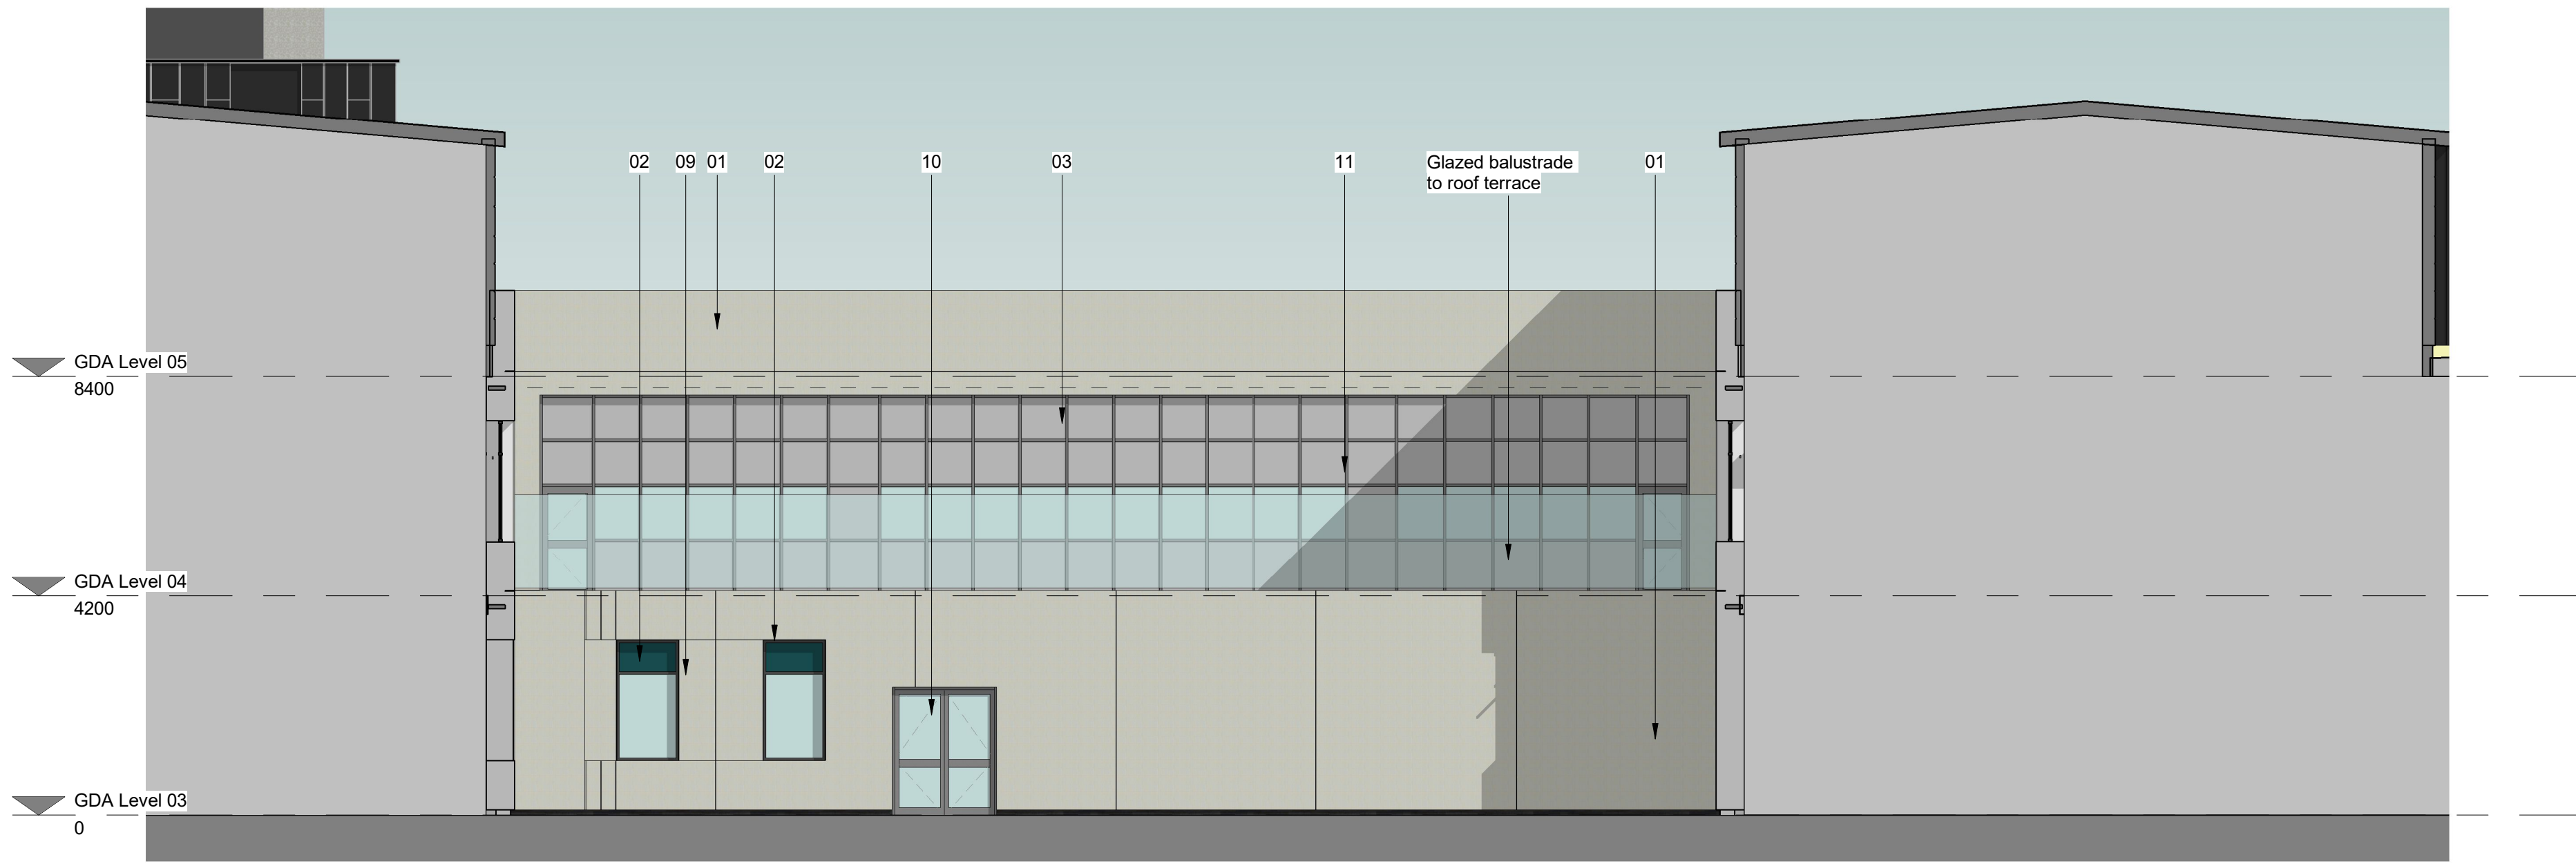 02 09 01 02 10 03 11 Glazed balustrade 01
to roof terrace
GDA Level 05
8400
GDA Level 04
4200
GDA Level 03
0